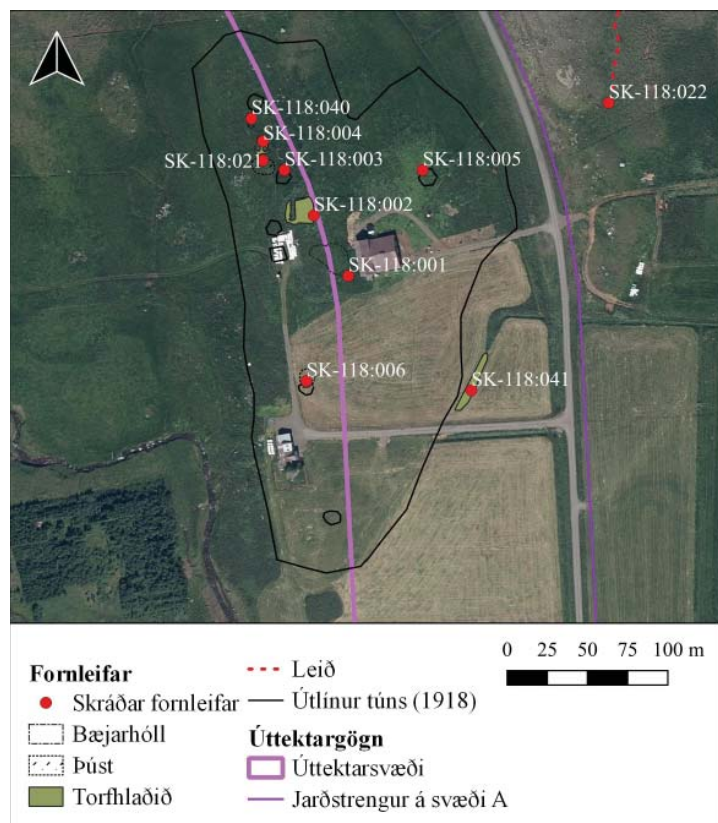 SK-118:040
SK-118:022
SK-118:004
SK-118:021
SK-118:003
SK-118:005
SK-118:002
SK-118:001
SK-118:006
SK-118:041
Fornleifar
Skráðar fornleifar
Bæjarhóll
Þúst
Torfhlaðið
Leið
Útlínur túns (1918)
Úttektargögn
Úttektarsvæði
Jarðstrengur á svæði A
0 25 50 75 100 m